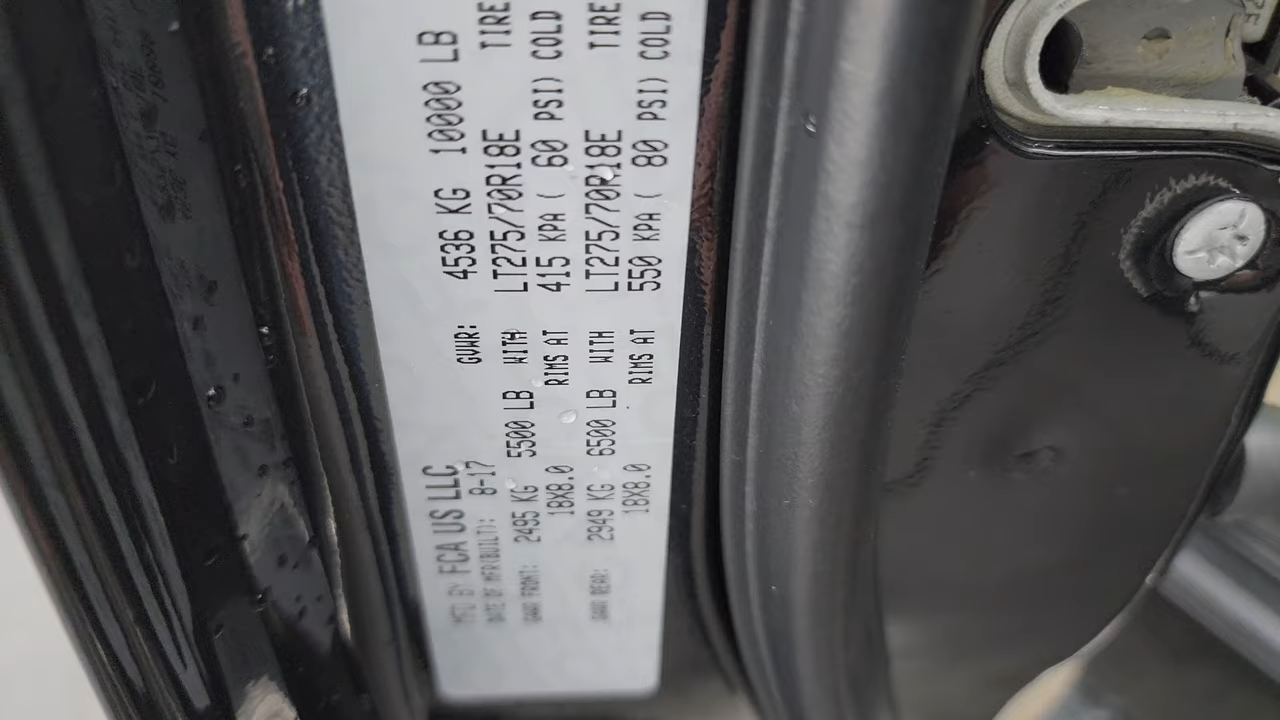 MFD BY FCA US LLC
DATE OF MFR(BUILT): 8-17 GVWR: 4536 KG 10000 LB
GAWR FRONT: 2495 KG 5500 LB WITH LT275/70R18E TIRE
18X8.0 RIMS AT 415 KPA ( 60 PSI) COLD
GAWR REAR: 2949 KG 6500 LB WITH LT275/70R18E TIRE
18X8.0 RIMS AT 550 KPA ( 80 PSI) COLD